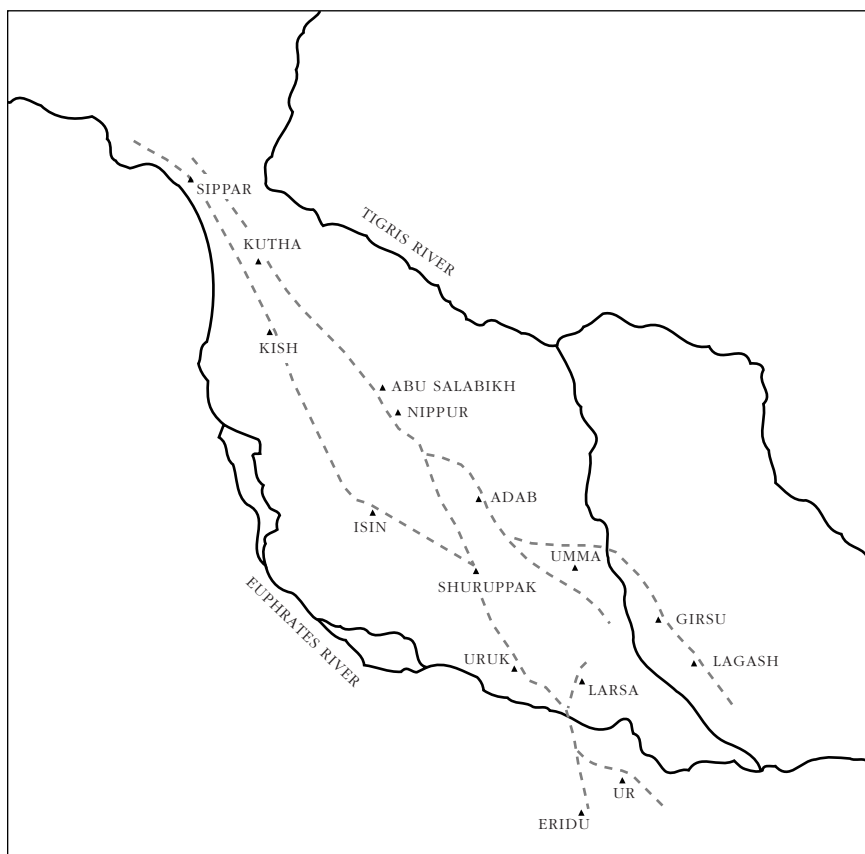 SIPPAR
TIGRIS RIVER
KUTHA
KISH
ABU SALABIKH
NIPPUR
ADAB
ISIN
UMMA
SHURUPPAK
EUPHRATES RIVER
GIRSU
URUK
LAGASH
LARSA
UR
ERIDU